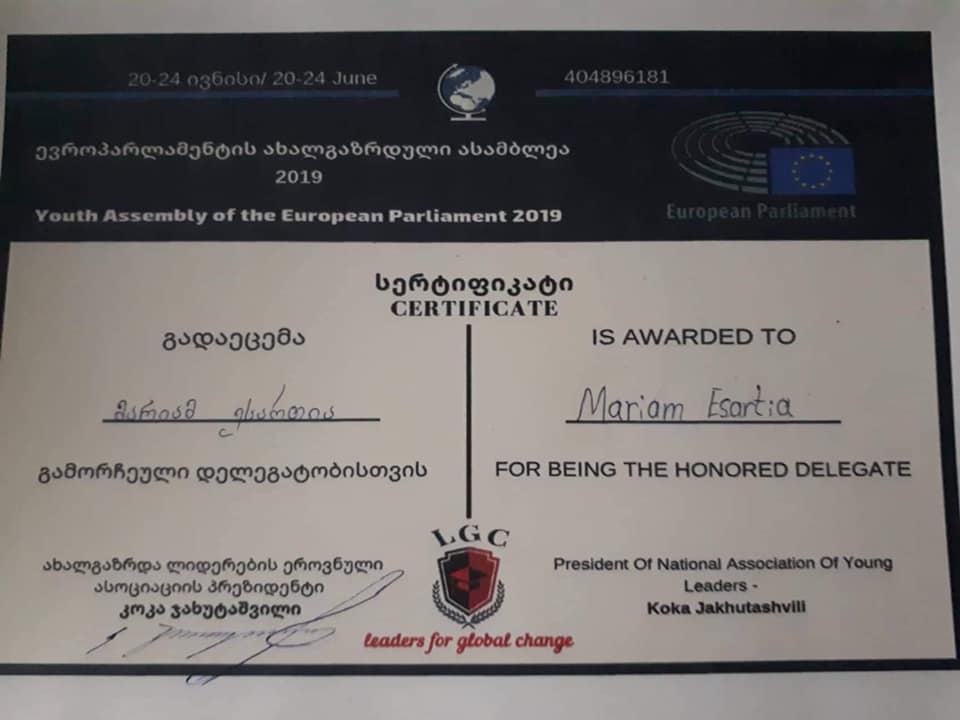 20-24 ივნისი/ 20-24 June
404896181
ევროპარლამენტის ახალგაზრდული ასამბლეა
2019
Youth Assembly of the European Parliament 2019
European Parliament
სერტიფიკატი
CERTIFICATE
გადაეცემა
მარიამ ესართია
გამორჩეული დელეგატობისთვის
IS AWARDED TO
Mariam Esartia
FOR BEING THE HONORED DELEGATE
ახალგაზრდა ლიდერების ეროვნული
ასოციაციის პრეზიდენტი
კოკა ჯახუტაშვილი
LGC
leaders for global change
President Of National Association Of Young
Leaders -
Koka Jakhutashvili